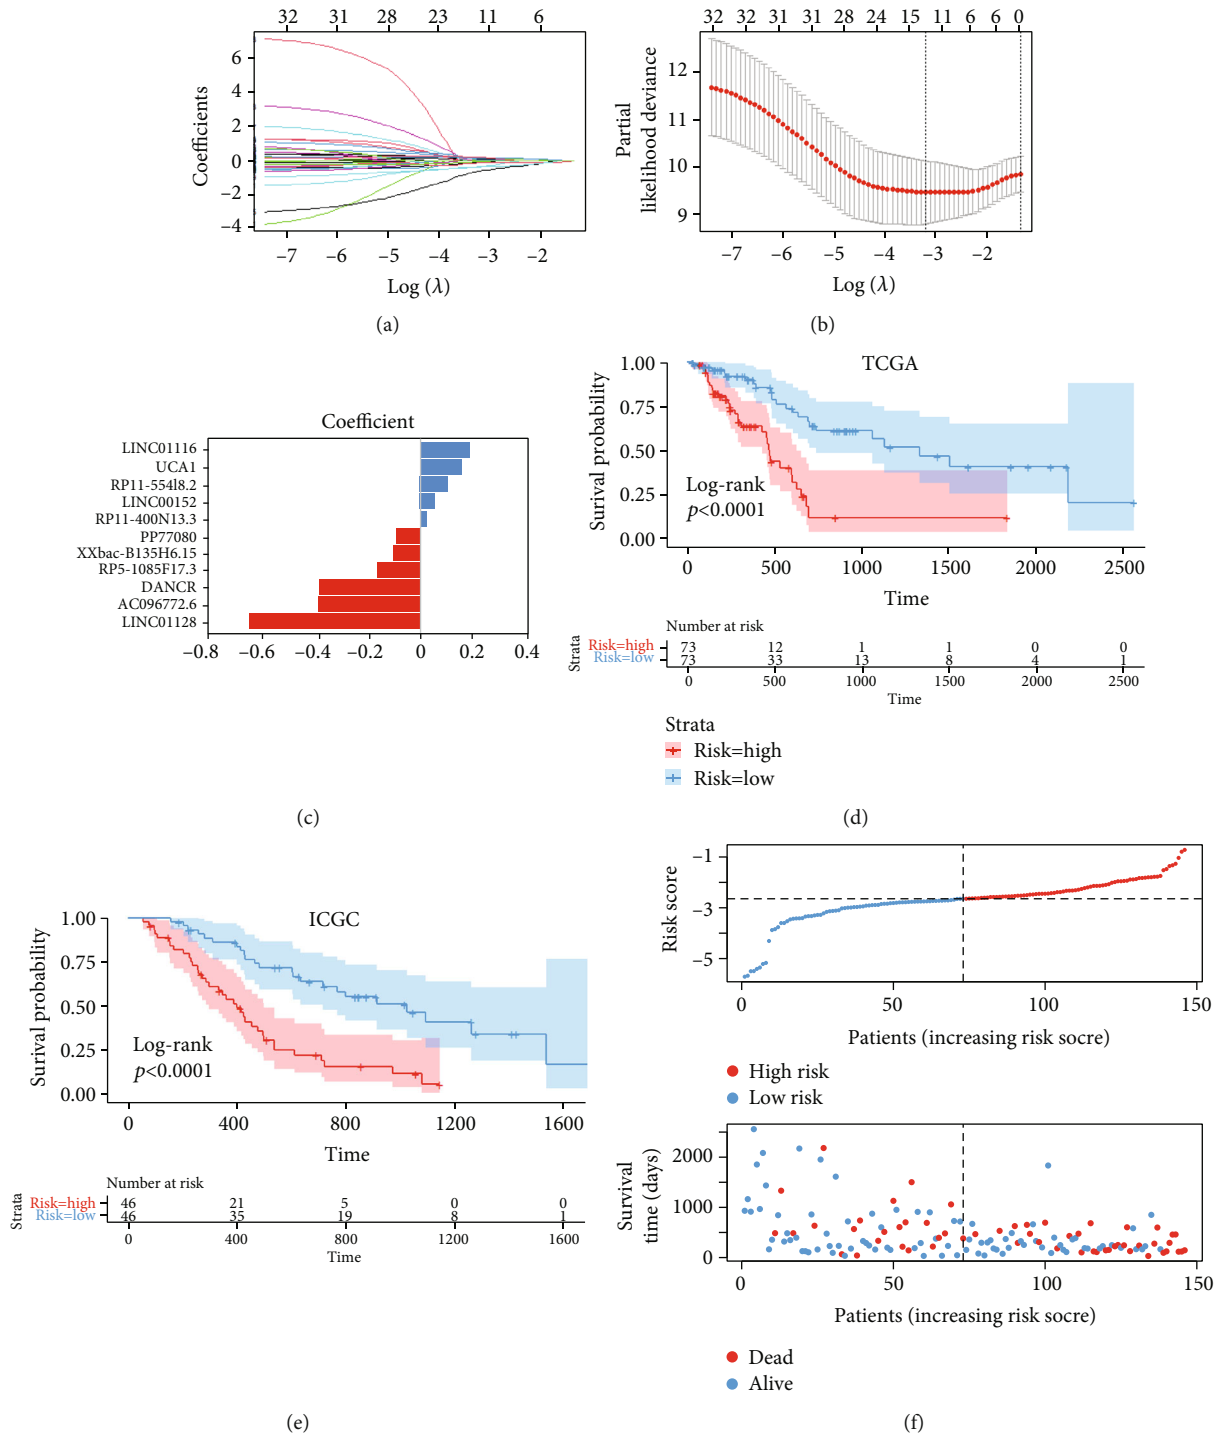 32 31 28 23 11 6
6
4
2
0
−2
−4
Coefficients
−7 −6 −5 −4 −3 −2
Log (λ)
(a)
32 32 31 31 28 24 15 11 6 6 0
12
11
10
9
Partial
likelihood deviance
−7 −6 −5 −4 −3 −2
Log (λ)
(b)
Coefficient
LINC01116
UCA1
RP11-554I8.2
LINC00152
RP11-400N13.3
PP77080
XXbac-B135H6.15
RP5-1085F17.3
DANCR
AC096772.6
LINC01128
−0.8 −0.6 −0.4 −0.2 0 0.2 0.4
(c)
TCGA
1.00
0.75
0.50
0.25
0.00
Surival probability
Log-rank
p<0.0001
0 500 1000 1500 2000 2500
Time
Number at risk
Strata
Risk=high 73 12 1 1 0 0
Risk=low 73 33 13 8 4 1
0 500 1000 1500 2000 2500
Time
Strata
Risk=high
Risk=low
(d)
ICGC
1.00
0.75
0.50
0.25
0.00
Surival probability
Log-rank
p<0.0001
0 400 800 1200 1600
Time
Number at risk
Strata
Risk=high 46 21 5 0 0
Risk=low 46 35 19 8 1
0 400 800 1200 1600
Time
(e)
−1
−3
−5
Risk score
0 50 100 150
Patients (increasing risk socre)
High risk
Low risk
2000
1000
0
Survival
time (days)
0 50 100 150
Patients (increasing risk socre)
Dead
Alive
(f)